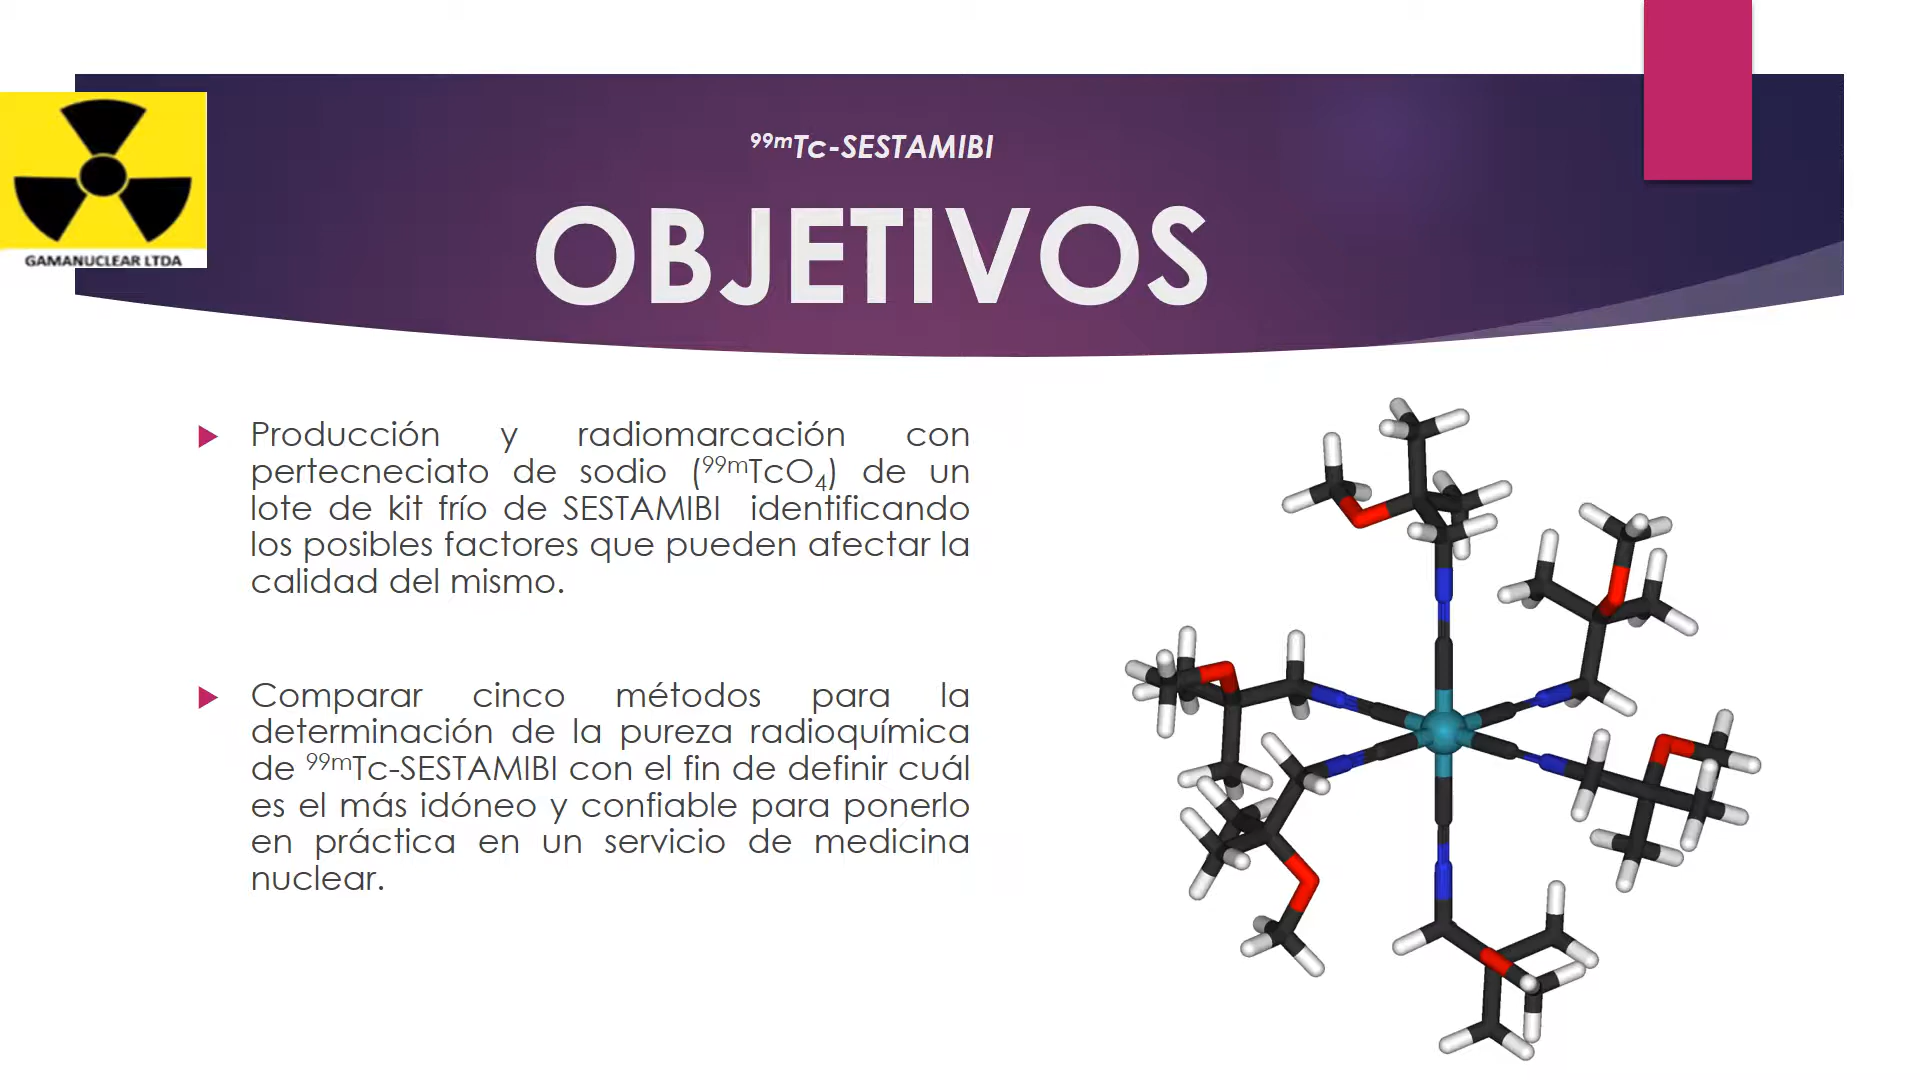 GAMANUCLEAR LTDA
⁹⁹ᵐTc-SESTAMIBI
OBJETIVOS
Producción y radiomarcación con
pertecneciato de sodio (⁹⁹ᵐTcO₄) de un
lote de kit frío de SESTAMIBI identificando
los posibles factores que pueden afectar la
calidad del mismo.
Comparar cinco métodos para la
determinación de la pureza radioquímica
de ⁹⁹ᵐTc-SESTAMIBI con el fin de definir cuál
es el más idóneo y confiable para ponerlo
en práctica en un servicio de medicina
nuclear.